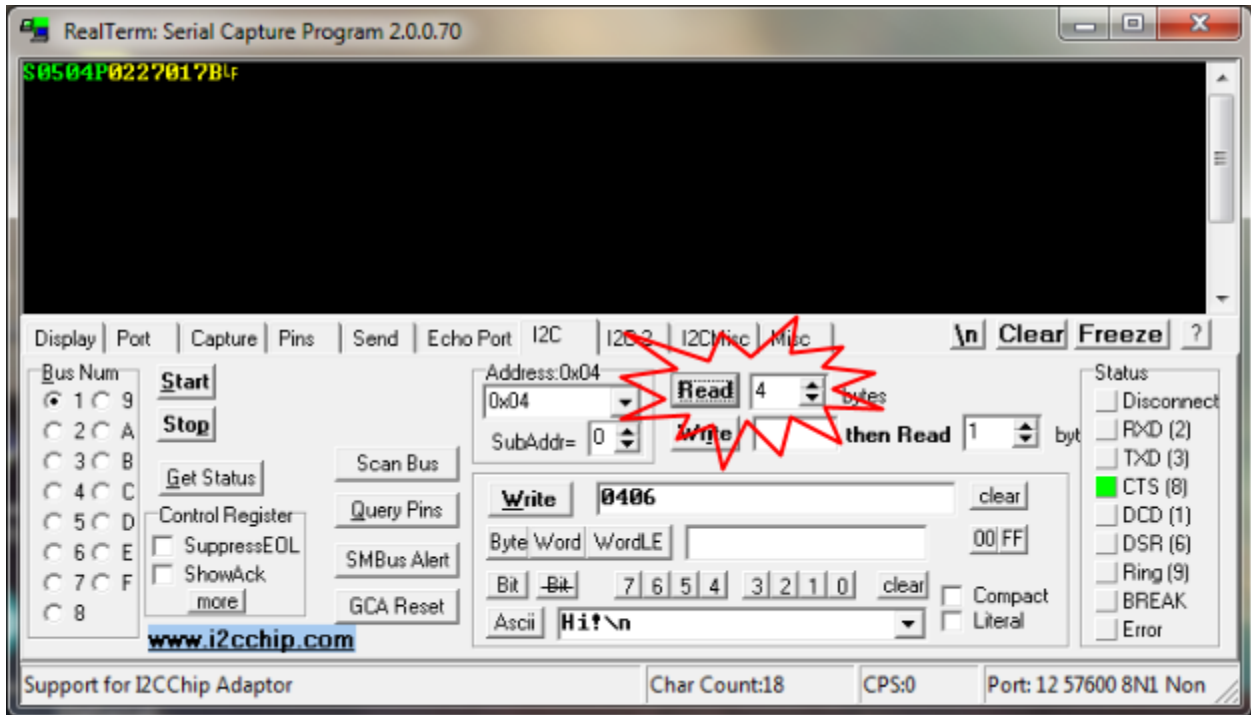 RealTerm: Serial Capture Program 2.0.0.70
S0504P0227017BLF
Display Port Capture Pins Send Echo Port I2C I2C-2 I2CMisc Misc \n Clear Freeze ?
Bus Num
1 9
2 A
3 B
4 C
5 D
6 E
7 F
8
Start
Stop
Get Status
Control Register
SuppressEOL
ShowAck
more
www.i2cchip.com
Scan Bus
Query Pins
SMBus Alert
GCA Reset
Address:0x04
0x04
SubAddr= 0
Read 4 bytes
Write then Read 1 byt
Write 0406 clear
Byte Word WordLE 00 FF
Bit Bit 7 6 5 4 3 2 1 0 clear
Ascii Hi!\n
Compact
Literal
Status
Disconnect
RXD (2)
TXD (3)
CTS (8)
DCD (1)
DSR (6)
Ring (9)
BREAK
Error
Support for I2CChip Adaptor Char Count:18 CPS:0 Port: 12 57600 8N1 Non